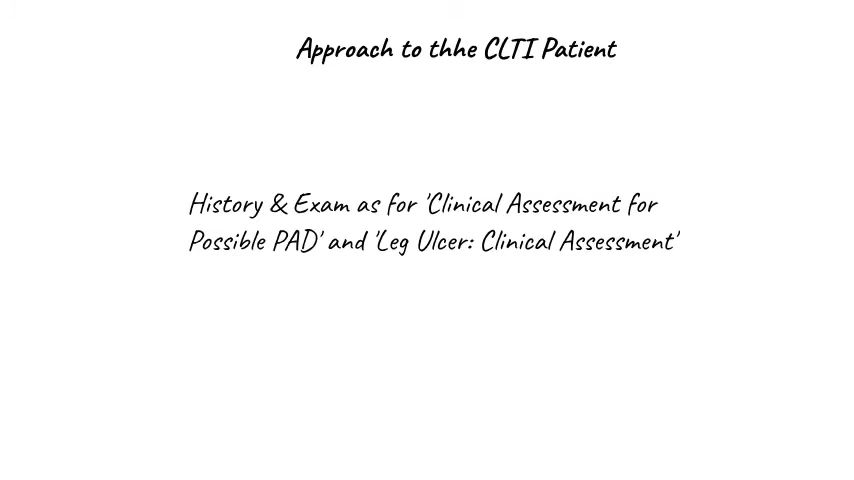 Approach to thhe CLTI Patient
History & Exam as for 'Clinical Assessment for
Possible PAD' and 'Leg Ulcer: Clinical Assessment'